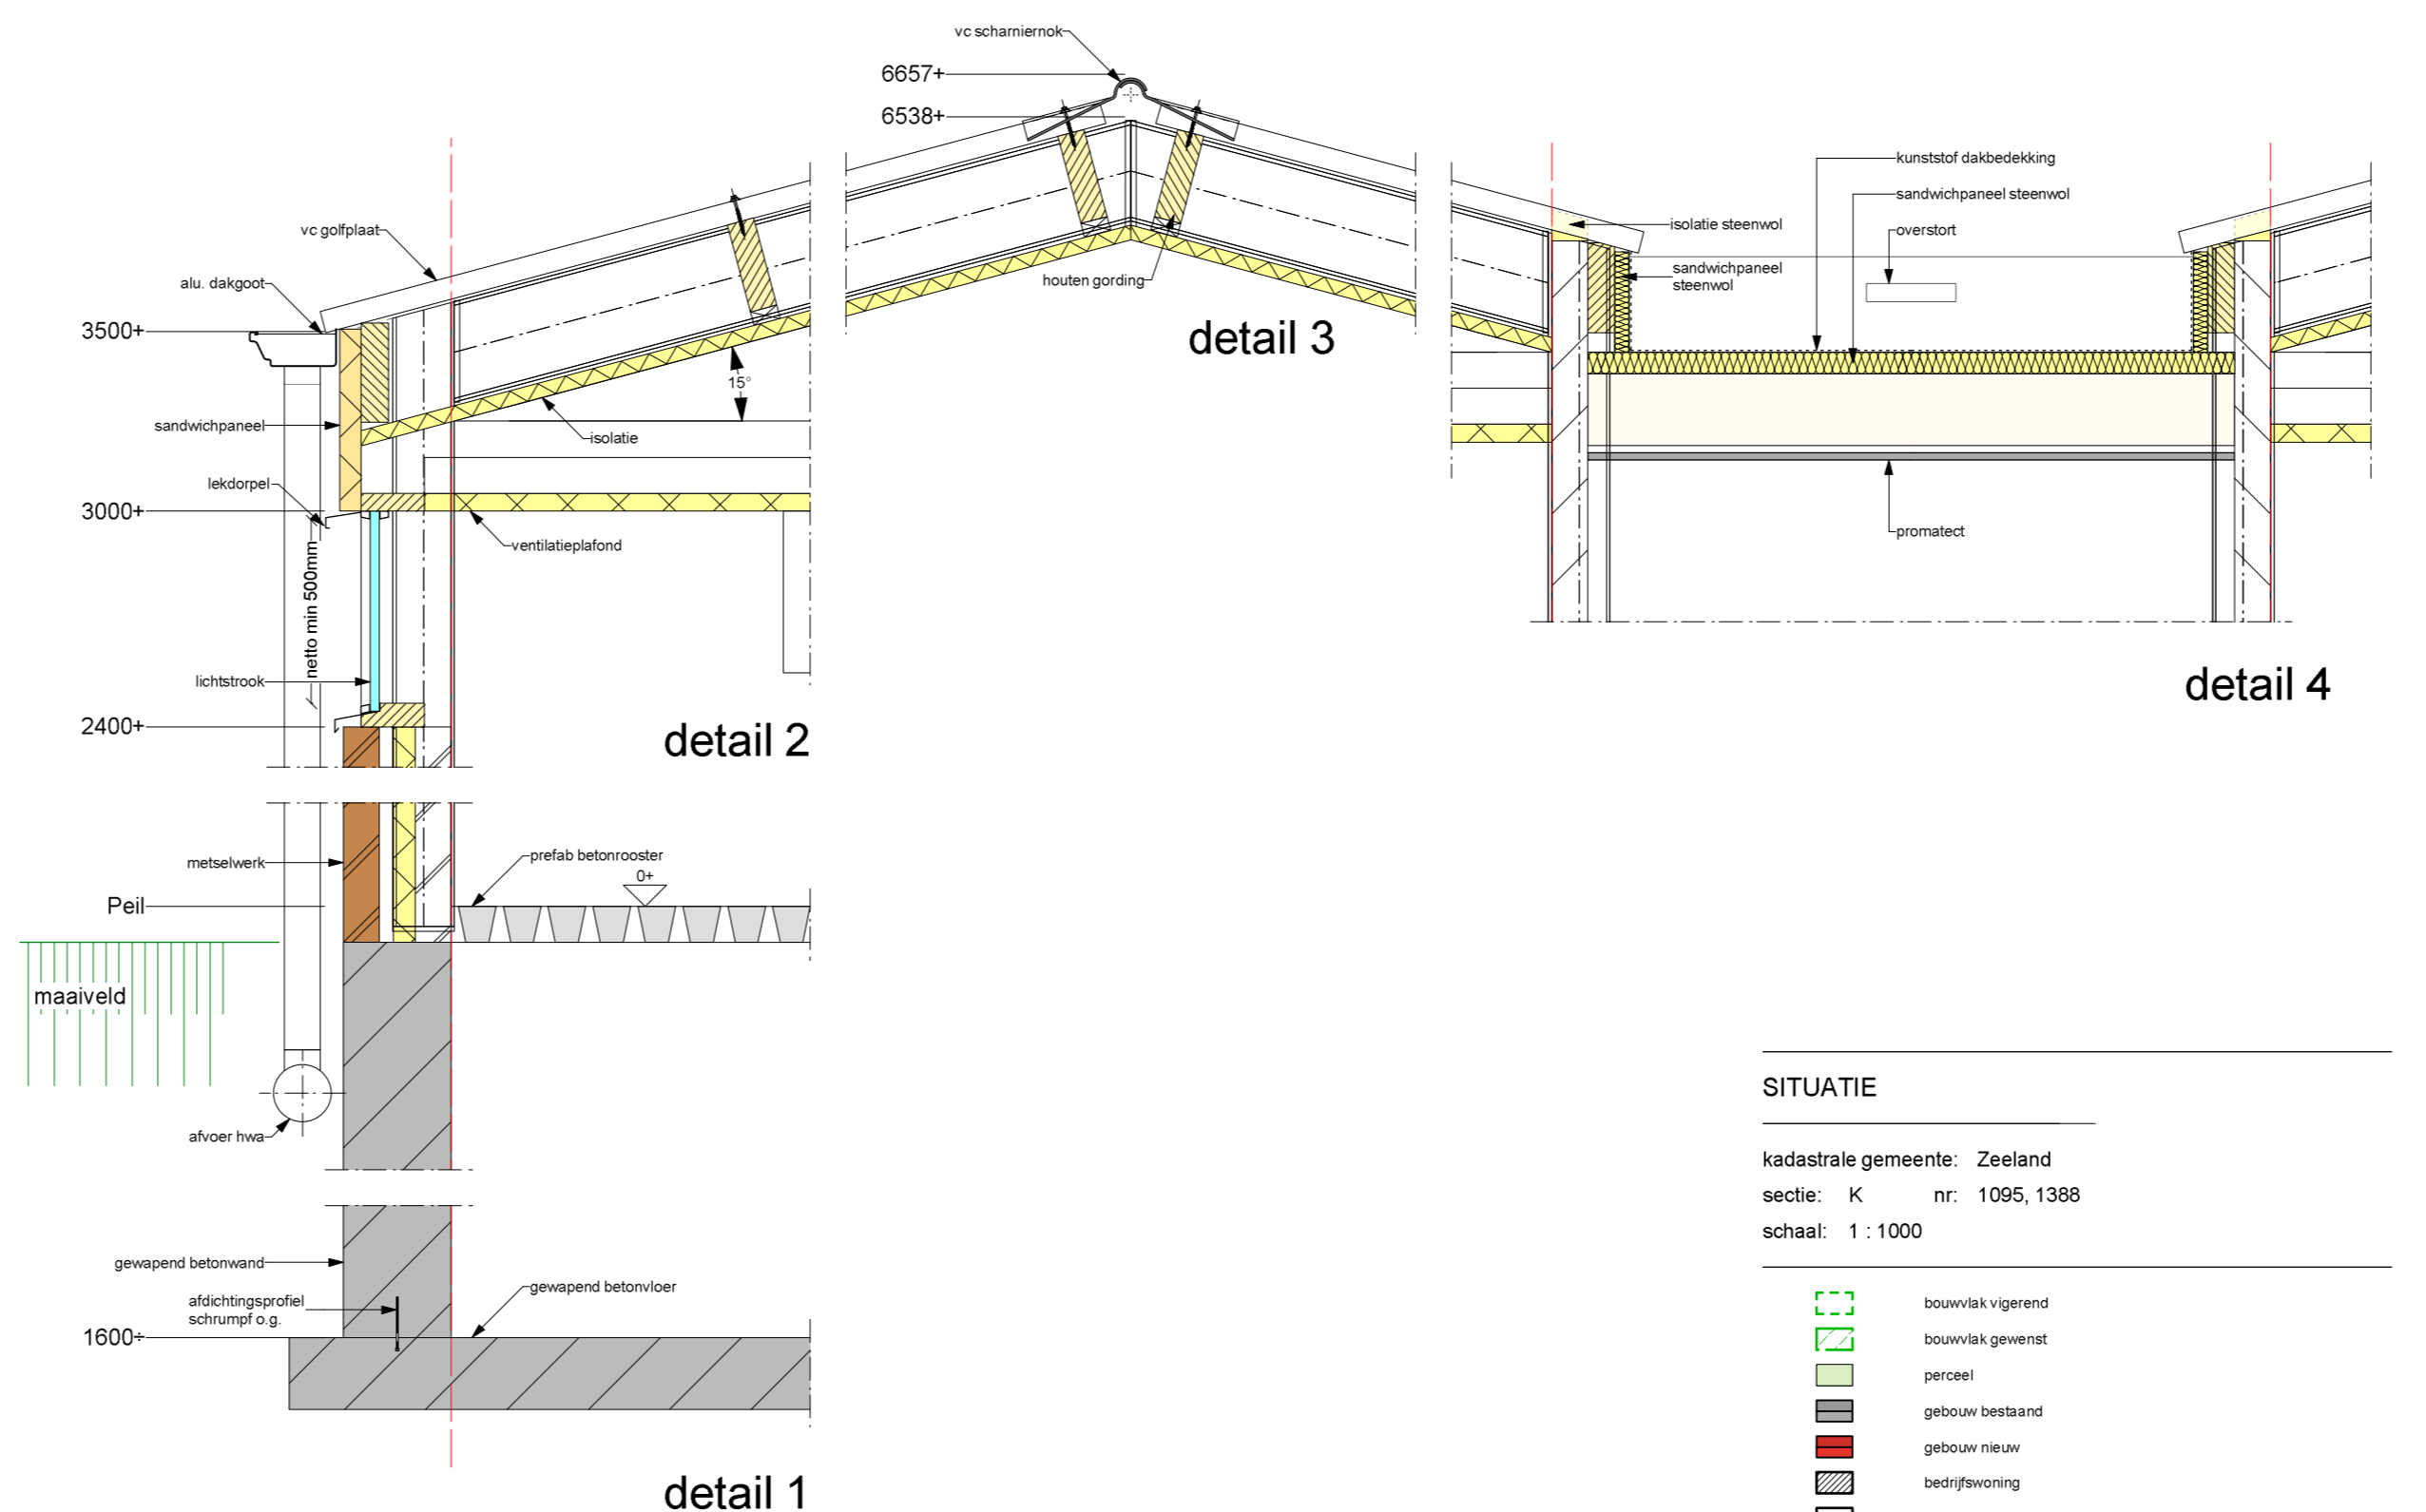 vc scharniernok
6657+
6538+
vc golfplaat
alu. dakgoot
3500+
15°
isolatie
sandwichpaneel
lekdorpel
3000+
ventilatieplafond
netto min 500mm
lichtstrook
2400+
detail 2
houten gording
detail 3
kunststof dakbedekking
sandwichpaneel steenwol
isolatie steenwol
overstort
sandwichpaneel
steenwol
promatect
detail 4
metselwerk
prefab betonrooster
0+
Peil
maaiveld
afvoer hwa
gewapend betonwand
afdichtingsprofiel
schrumpf o.g.
gewapend betonvloer
1600÷
detail 1
SITUATIE
kadastrale gemeente: Zeeland
sectie: K nr: 1095, 1388
schaal: 1 : 1000
bouwvlak vigerend
bouwvlak gewenst
perceel
gebouw bestaand
gebouw nieuw
bedrijfswoning